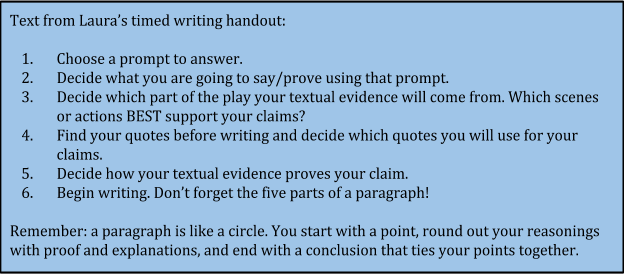 Text from Laura’s timed writing handout:
1. Choose a prompt to answer.
2. Decide what you are going to say/prove using that prompt.
3. Decide which part of the play your textual evidence will come from. Which scenes
or actions BEST support your claims?
4. Find your quotes before writing and decide which quotes you will use for your
claims.
5. Decide how your textual evidence proves your claim.
6. Begin writing. Don’t forget the five parts of a paragraph!
Remember: a paragraph is like a circle. You start with a point, round out your reasonings
with proof and explanations, and end with a conclusion that ties your points together.